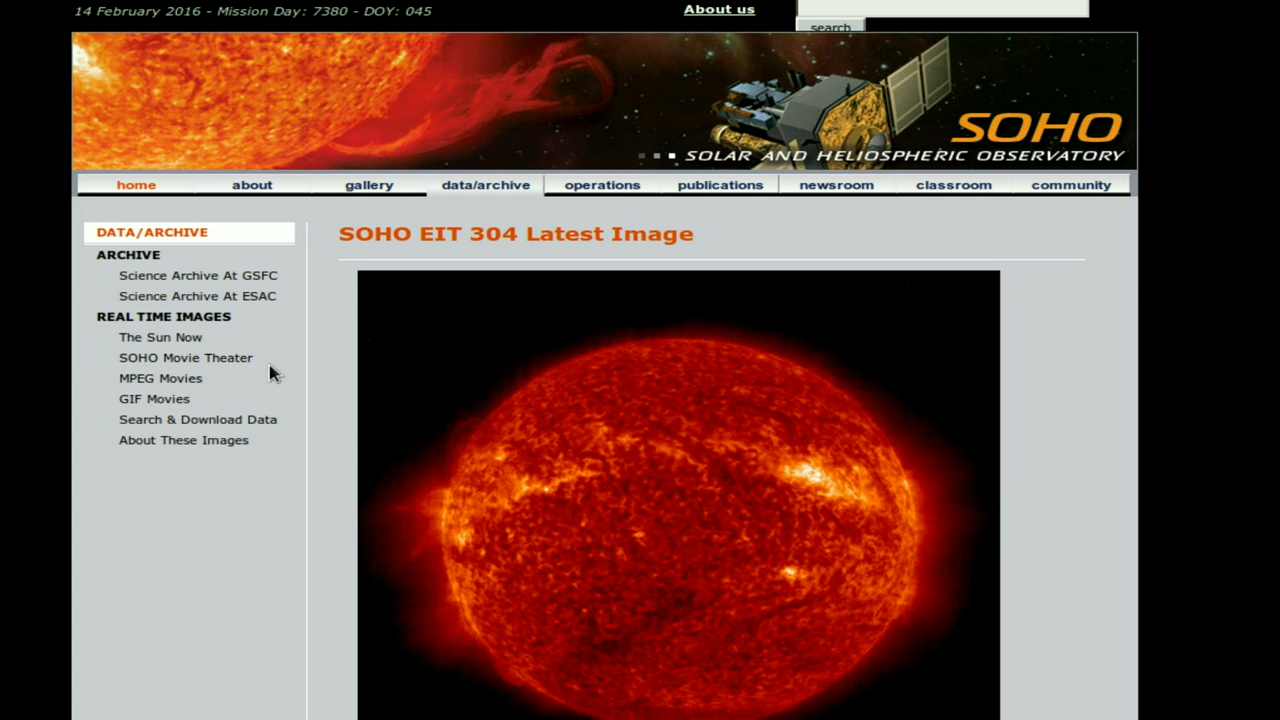 14 February 2016 - Mission Day: 7380 - DOY: 045
About us
search
SOHO
SOLAR AND HELIOSPHERIC OBSERVATORY
home about gallery data/archive operations publications newsroom classroom community
DATA/ARCHIVE
ARCHIVE
Science Archive At GSFC
Science Archive At ESAC
REAL TIME IMAGES
The Sun Now
SOHO Movie Theater
MPEG Movies
GIF Movies
Search & Download Data
About These Images
SOHO EIT 304 Latest Image